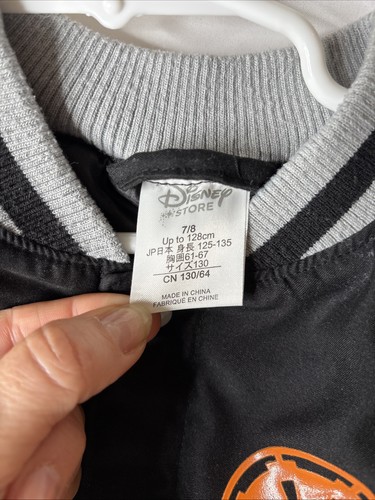 Disney
STORE
7/8
Up to 128cm
JP日本 身長 125-135
胸囲61-67
サイズ130
CN 130/64
MADE IN CHINA
FABRIQUE EN CHINE